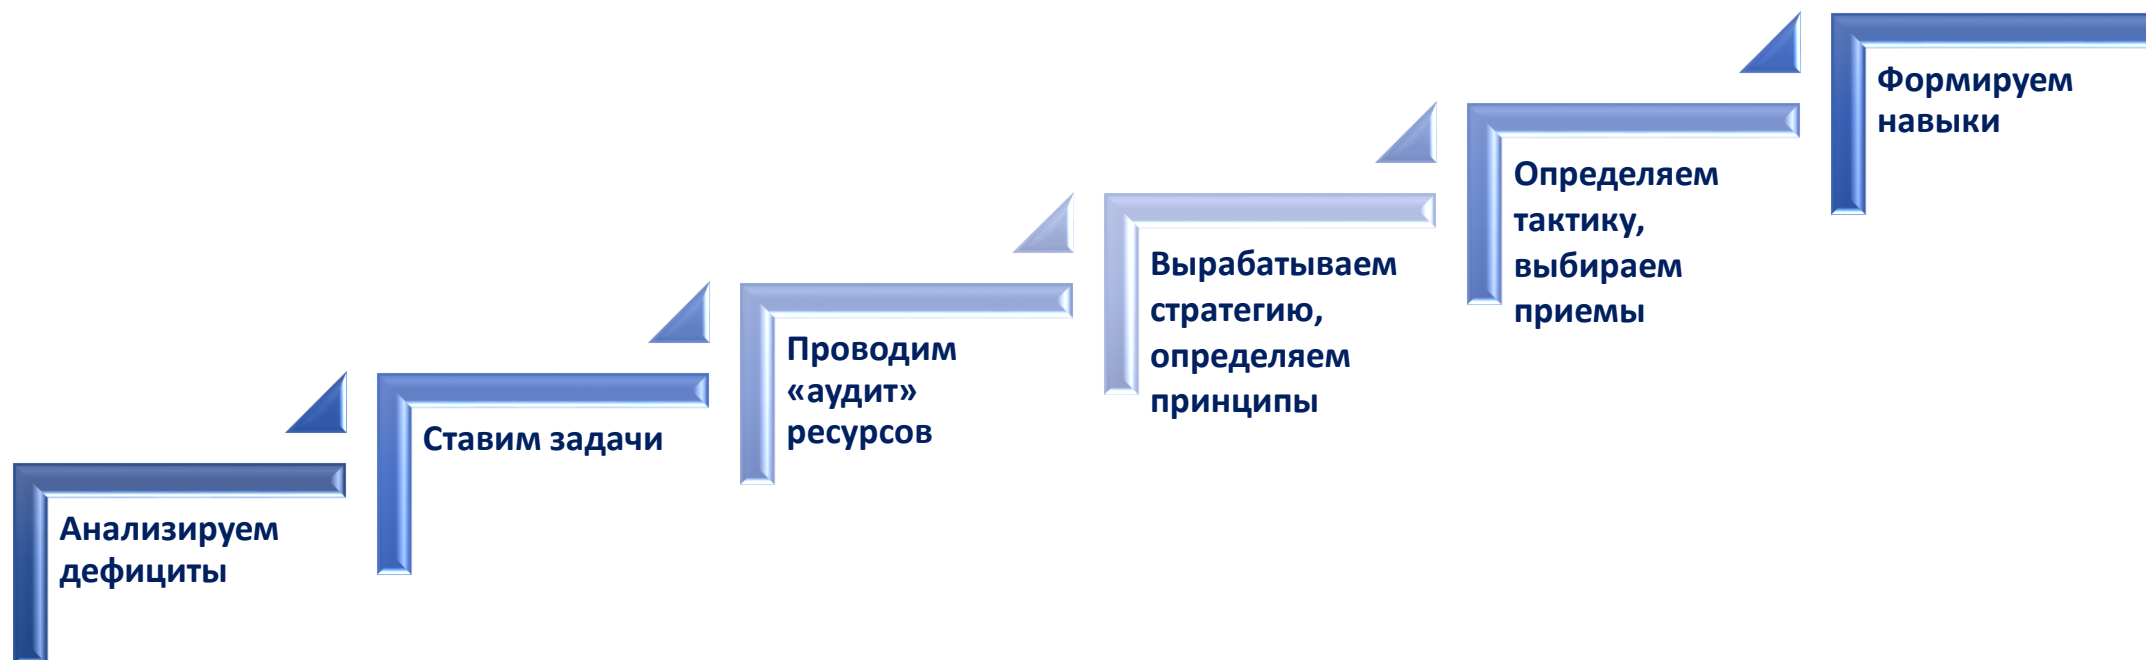 Анализируем
дефициты
Ставим задачи
Проводим
«аудит»
ресурсов
Вырабатываем
стратегию,
определяем
принципы
Определяем
тактику,
выбираем
приемы
Формируем
навыки